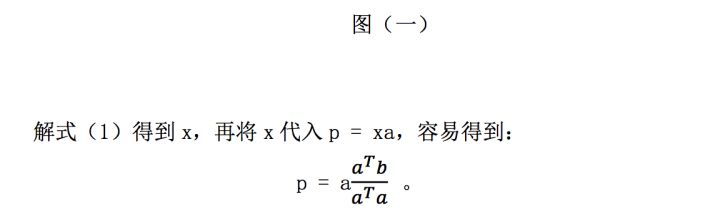 图（一）
解式（1）得到 x，再将 x 代入 p = xa，容易得到：
p = a\frac{a^T b}{a^T a} 。